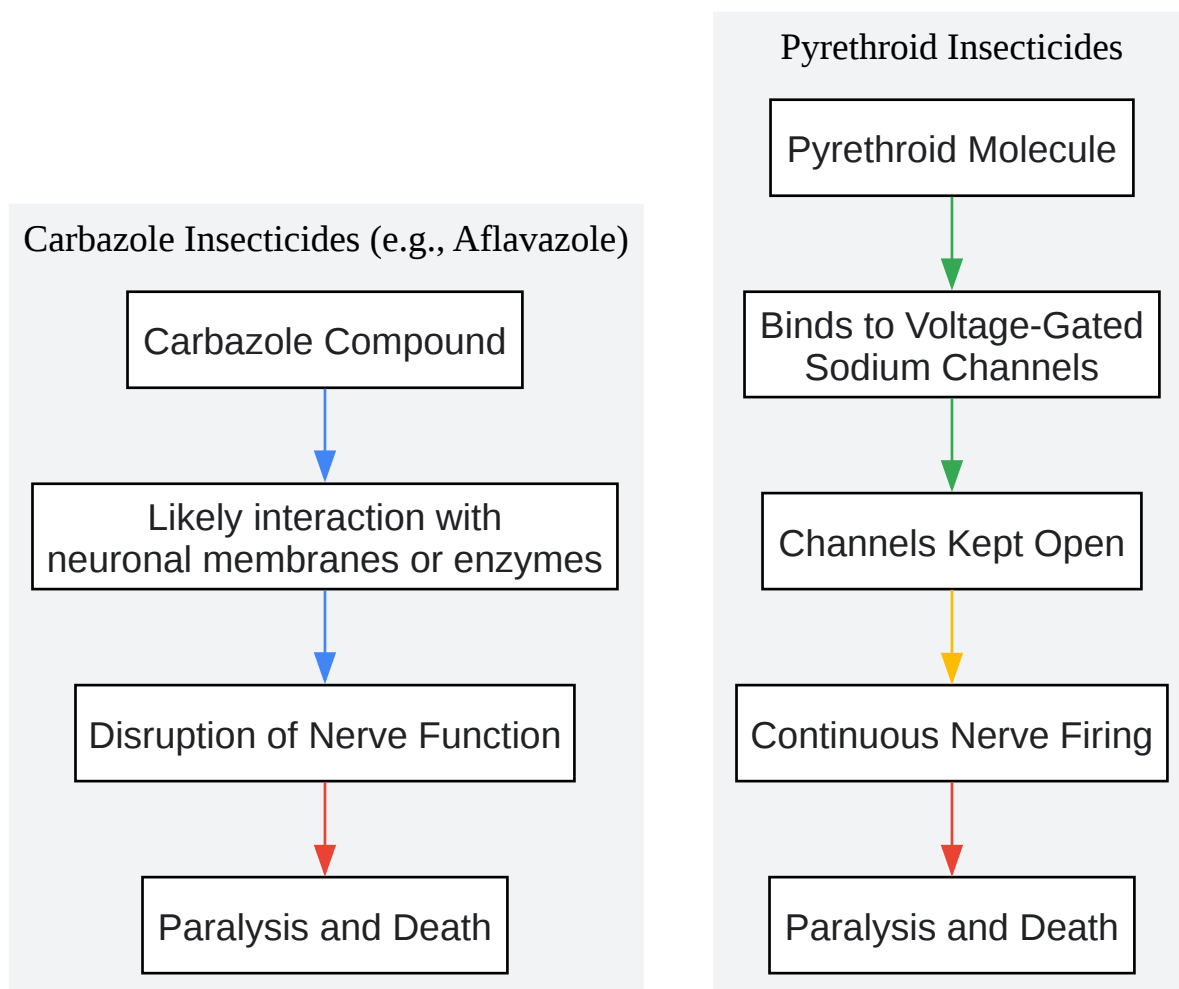 Carbazole Insecticides (e.g., Aflavazole)
Carbazole Compound
Likely interaction with
neuronal membranes or enzymes
Disruption of Nerve Function
Paralysis and Death
Pyrethroid Insecticides
Pyrethroid Molecule
Binds to Voltage-Gated
Sodium Channels
Channels Kept Open
Continuous Nerve Firing
Paralysis and Death